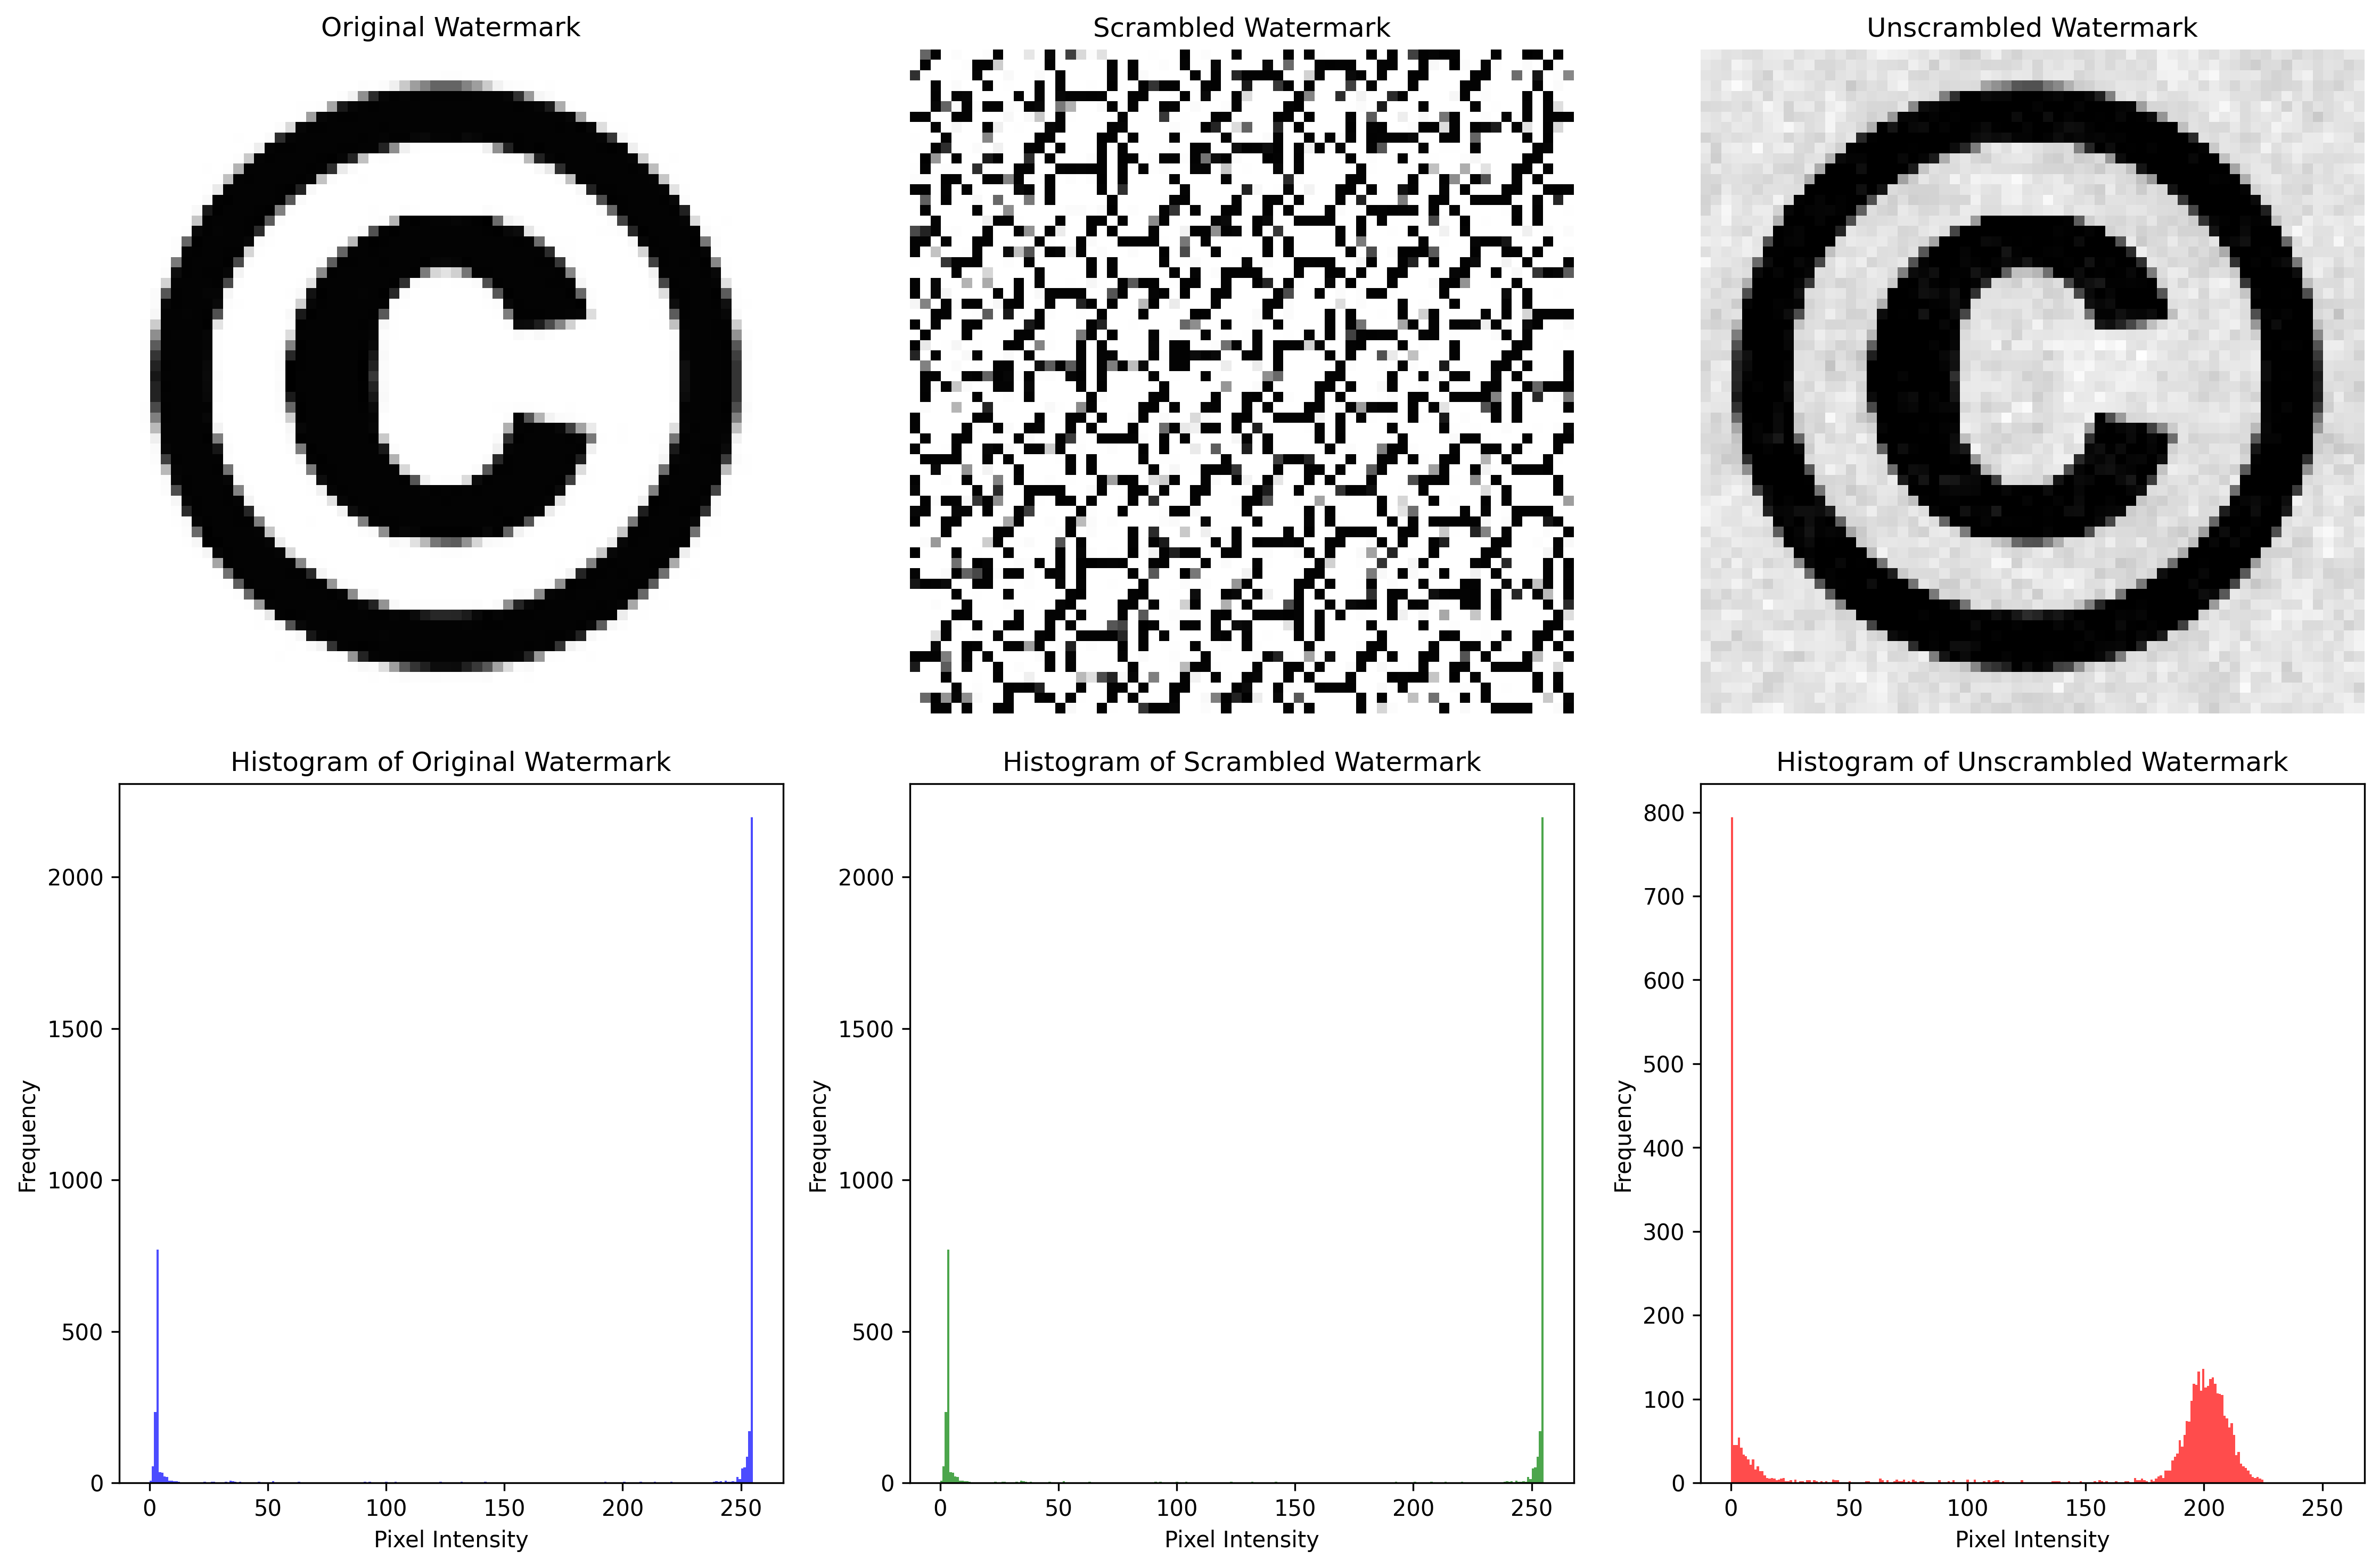 Original Watermark
Scrambled Watermark
Unscrambled Watermark
C
C
Histogram of Original Watermark
Histogram of Scrambled Watermark
Histogram of Unscrambled Watermark
Frequency
2000
1500
1000
500
0
0 50 100 150 200 250
Pixel Intensity
Frequency
2000
1500
1000
500
0
0 50 100 150 200 250
Pixel Intensity
Frequency
800
700
600
500
400
300
200
100
0
0 50 100 150 200 250
Pixel Intensity